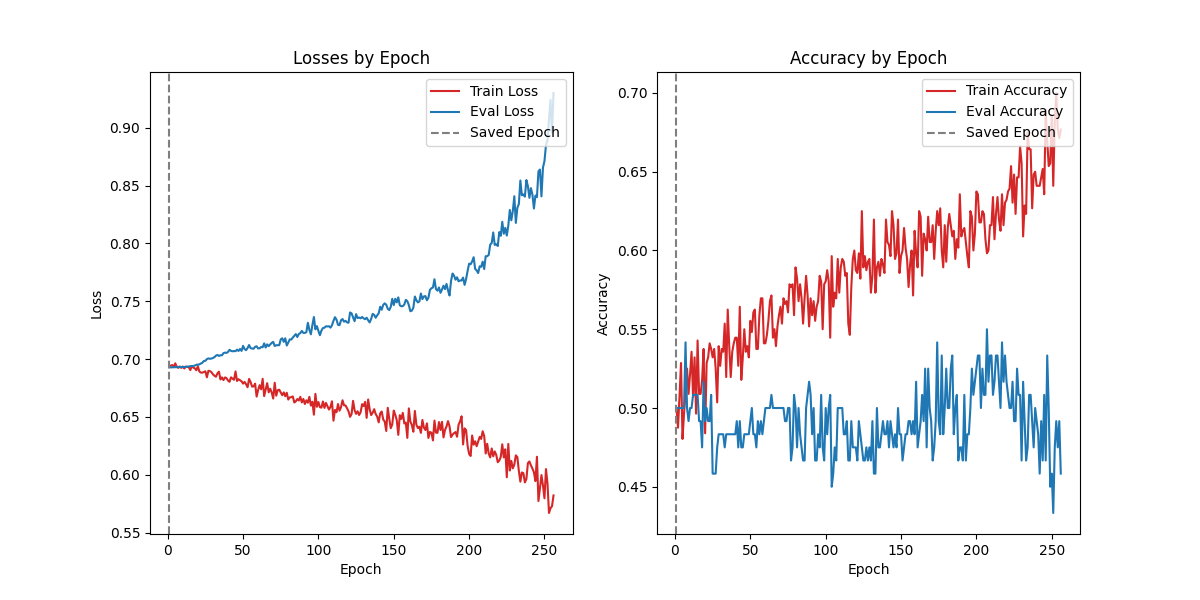 Losses by Epoch
Train Loss
Eval Loss
Saved Epoch
0.90
0.85
0.80
0.75
0.70
0.65
0.60
0.55
Loss
0 50 100 150 200 250
Epoch
Accuracy by Epoch
Train Accuracy
Eval Accuracy
Saved Epoch
0.70
0.65
0.60
0.55
0.50
0.45
Accuracy
0 50 100 150 200 250
Epoch